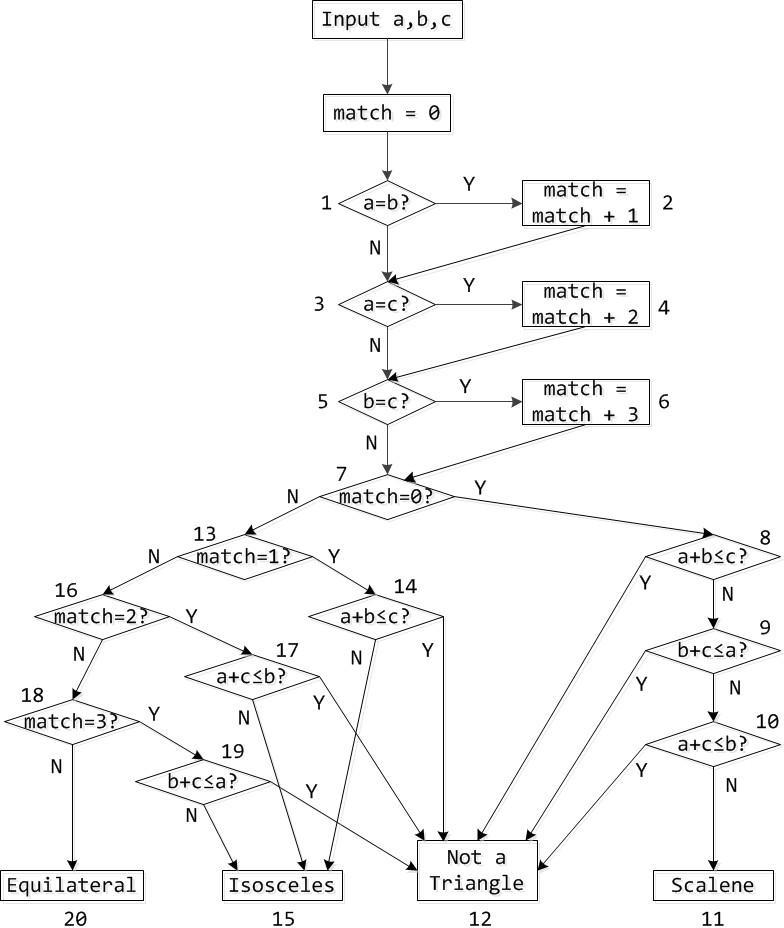 Input a,b,c
match = 0
1
a=b?
Y
match =
match + 1
2
N
3
a=c?
Y
match =
match + 2
4
N
5
b=c?
Y
match =
match + 3
6
N
7
match=0?
N
Y
13
match=1?
N
Y
8
a+b≤c?
Y
N
16
match=2?
N
Y
14
a+b≤c?
N
Y
9
b+c≤a?
Y
N
17
a+c≤b?
N
Y
18
match=3?
N
Y
10
a+c≤b?
Y
N
19
b+c≤a?
N
Y
Equilateral
20
Isosceles
15
Not a
Triangle
12
Scalene
11